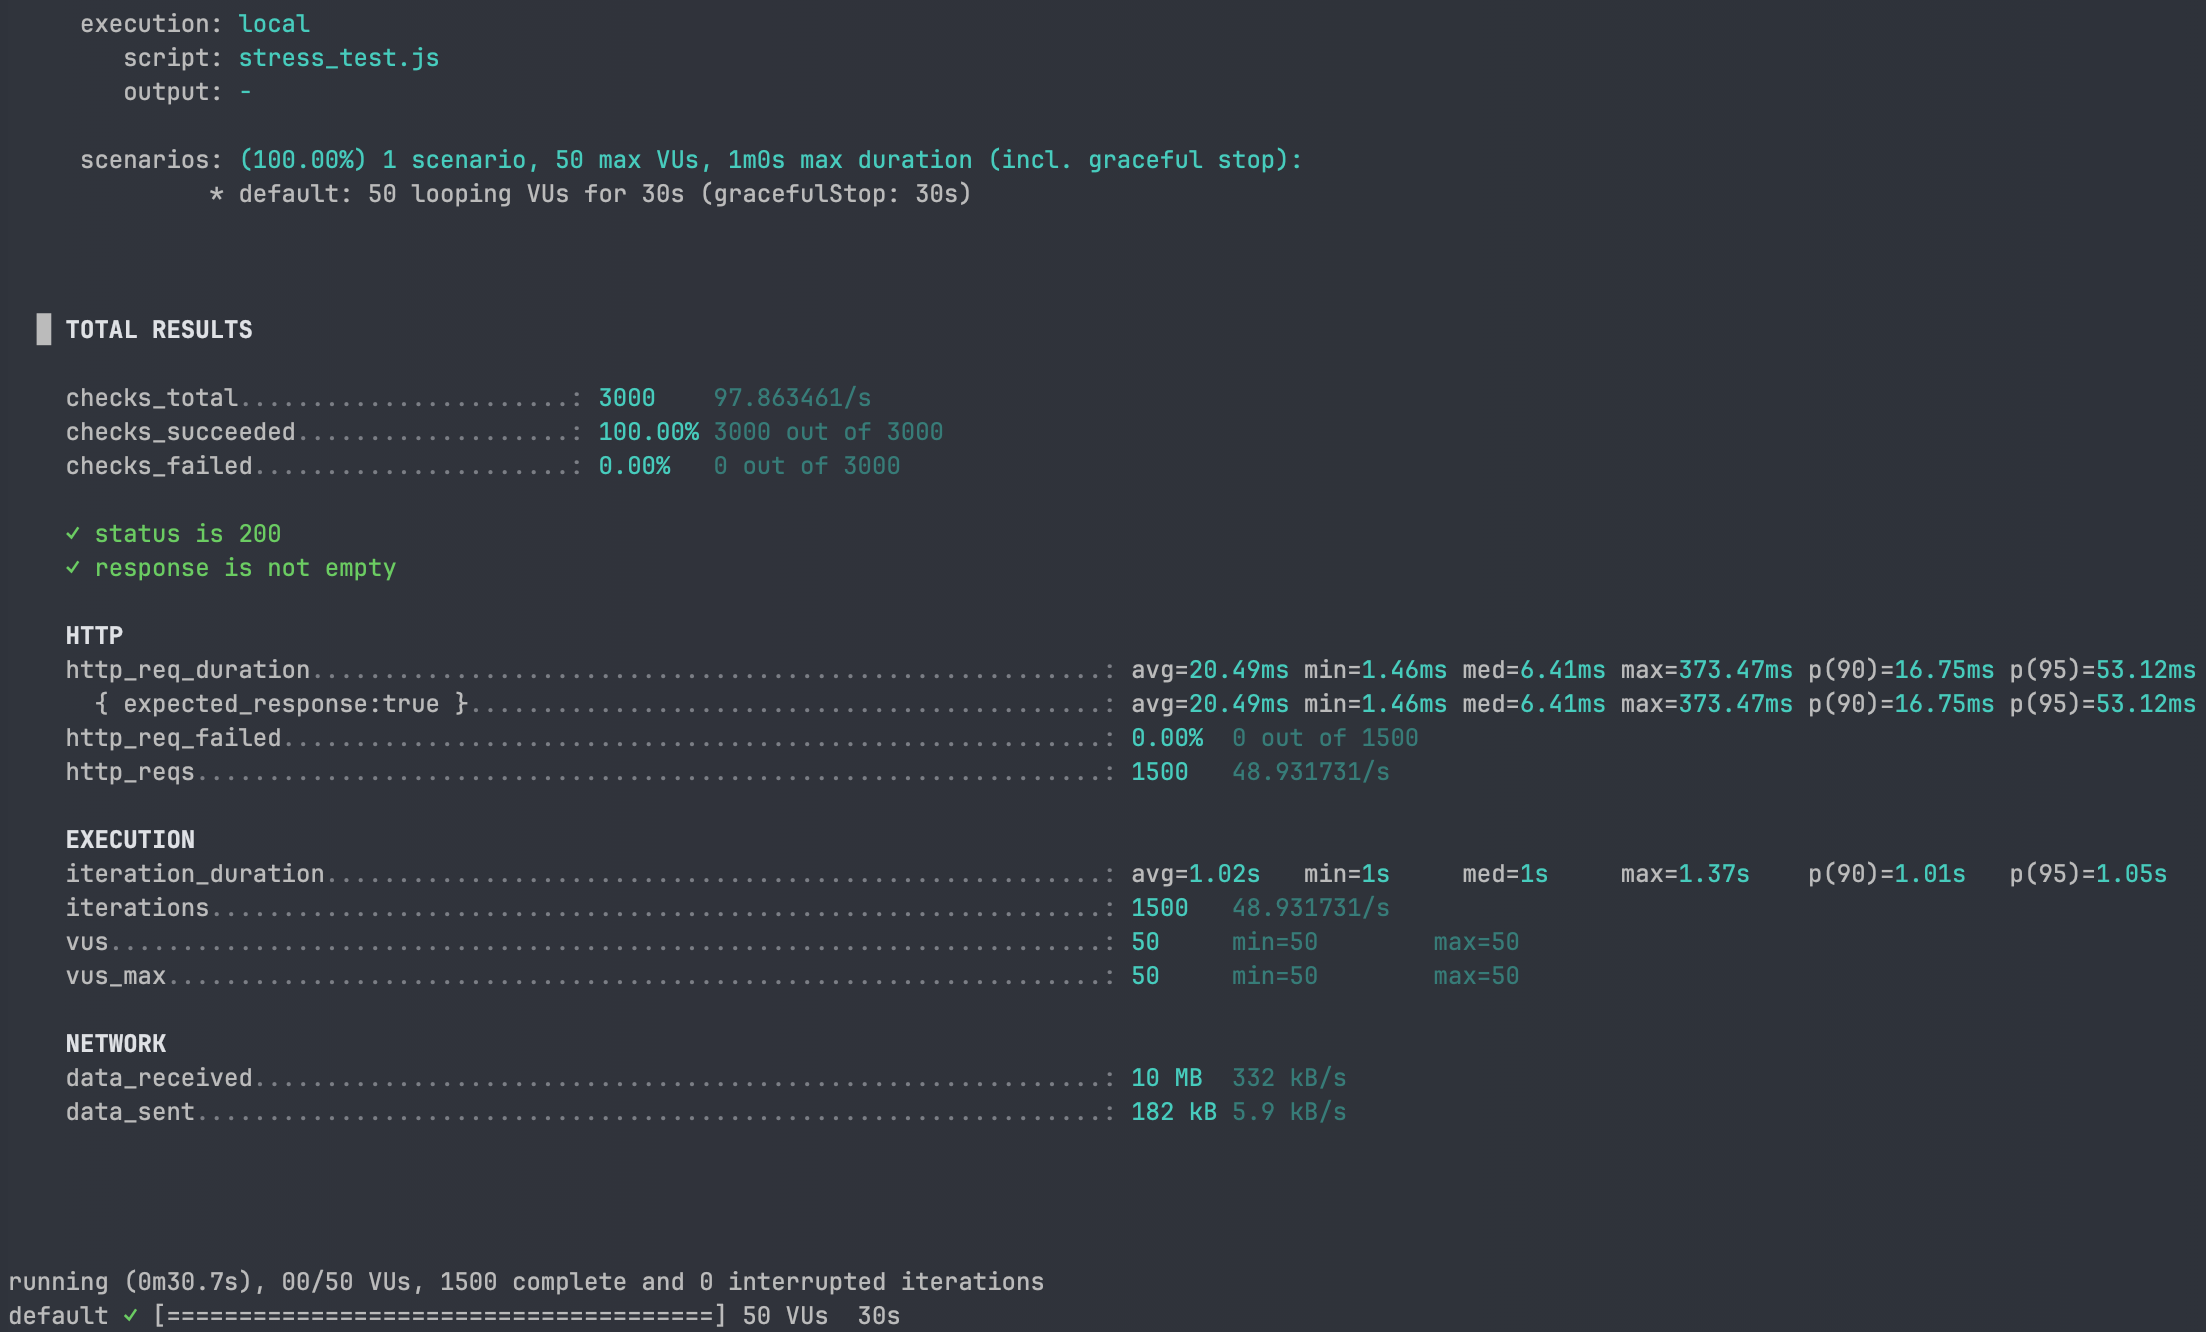 execution: local
script: stress_test.js
output: -
scenarios: (100.00%) 1 scenario, 50 max VUs, 1m0s max duration (incl. graceful stop):
* default: 50 looping VUs for 30s (gracefulStop: 30s)
TOTAL RESULTS
checks_total.......................: 3000    97.863461/s
checks_succeeded...................: 100.00% 3000 out of 3000
checks_failed......................: 0.00%   0 out of 3000
✓ status is 200
✓ response is not empty
HTTP
http_req_duration.......................................................: avg=20.49ms min=1.46ms med=6.41ms max=373.47ms p(90)=16.75ms p(95)=53.12ms
{ expected_response:true }.............................................: avg=20.49ms min=1.46ms med=6.41ms max=373.47ms p(90)=16.75ms p(95)=53.12ms
http_req_failed.........................................................: 0.00%  0 out of 1500
http_reqs...............................................................: 1500   48.931731/s
EXECUTION
iteration_duration......................................................: avg=1.02s   min=1s     med=1s     max=1.37s    p(90)=1.01s   p(95)=1.05s
iterations..............................................................: 1500   48.931731/s
vus.....................................................................: 50     min=50        max=50
vus_max.................................................................: 50     min=50        max=50
NETWORK
data_received...........................................................: 10 MB  332 kB/s
data_sent...............................................................: 182 kB 5.9 kB/s
running (0m30.7s), 00/50 VUs, 1500 complete and 0 interrupted iterations
default ✓ [======================================] 50 VUs  30s